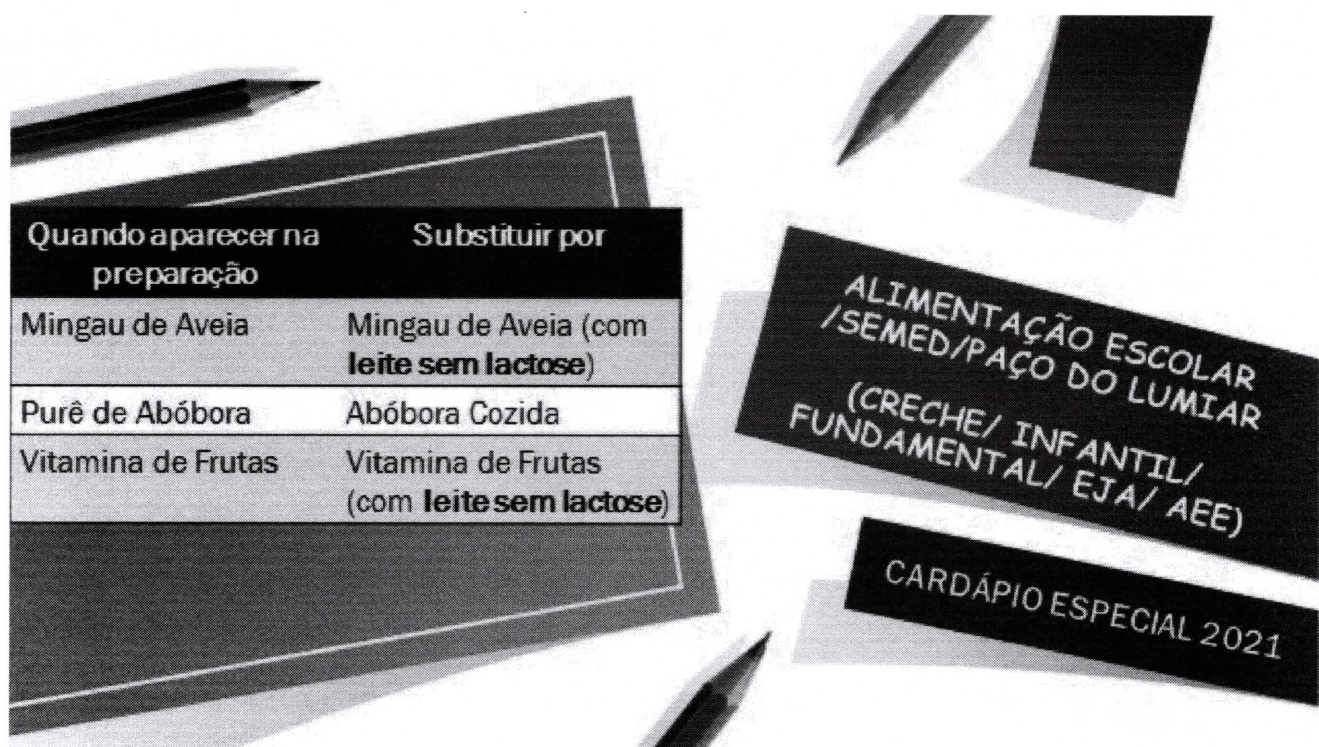 Quando aparecer na
preparação
Substituir por
Mingau de Aveia
Mingau de Aveia (com
leite sem lactose)
Purê de Abóbora
Abóbora Cozida
Vitamina de Frutas
Vitamina de Frutas
(com leite sem lactose)
ALIMENTAÇÃO ESCOLAR
/SEMED/PAÇO DO LUMIAR
(CRECHE/ INFANTIL/
FUNDAMENTAL/ EJA/ AEE)
CARDÁPIO ESPECIAL 2021